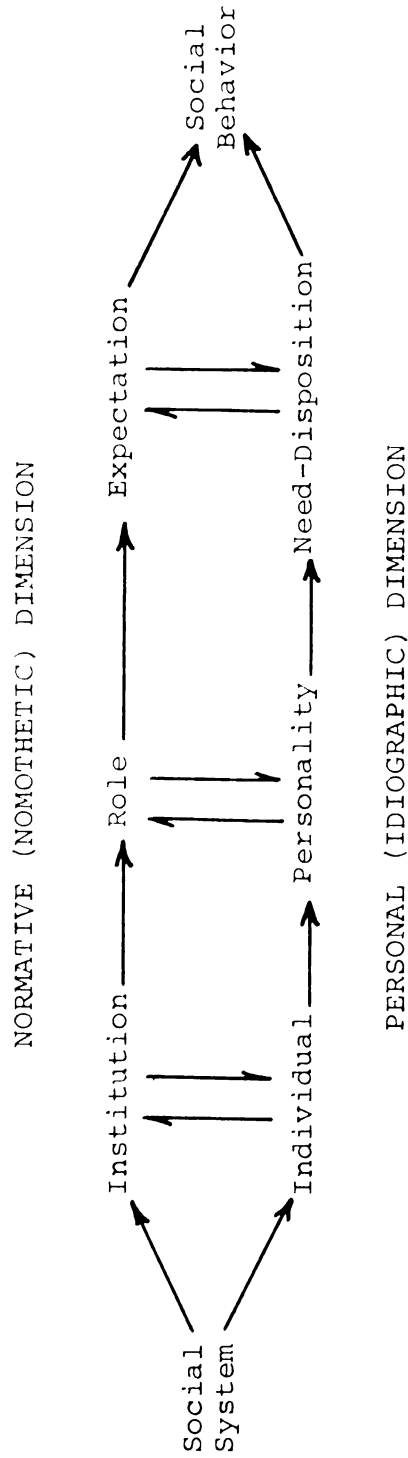 NORMATIVE (NOMOTHETIC) DIMENSION
Institution Role Expectation
Social
System
Social
Behavior
Individual Personality Need-Disposition
PERSONAL (IDIOGRAPHIC) DIMENSION